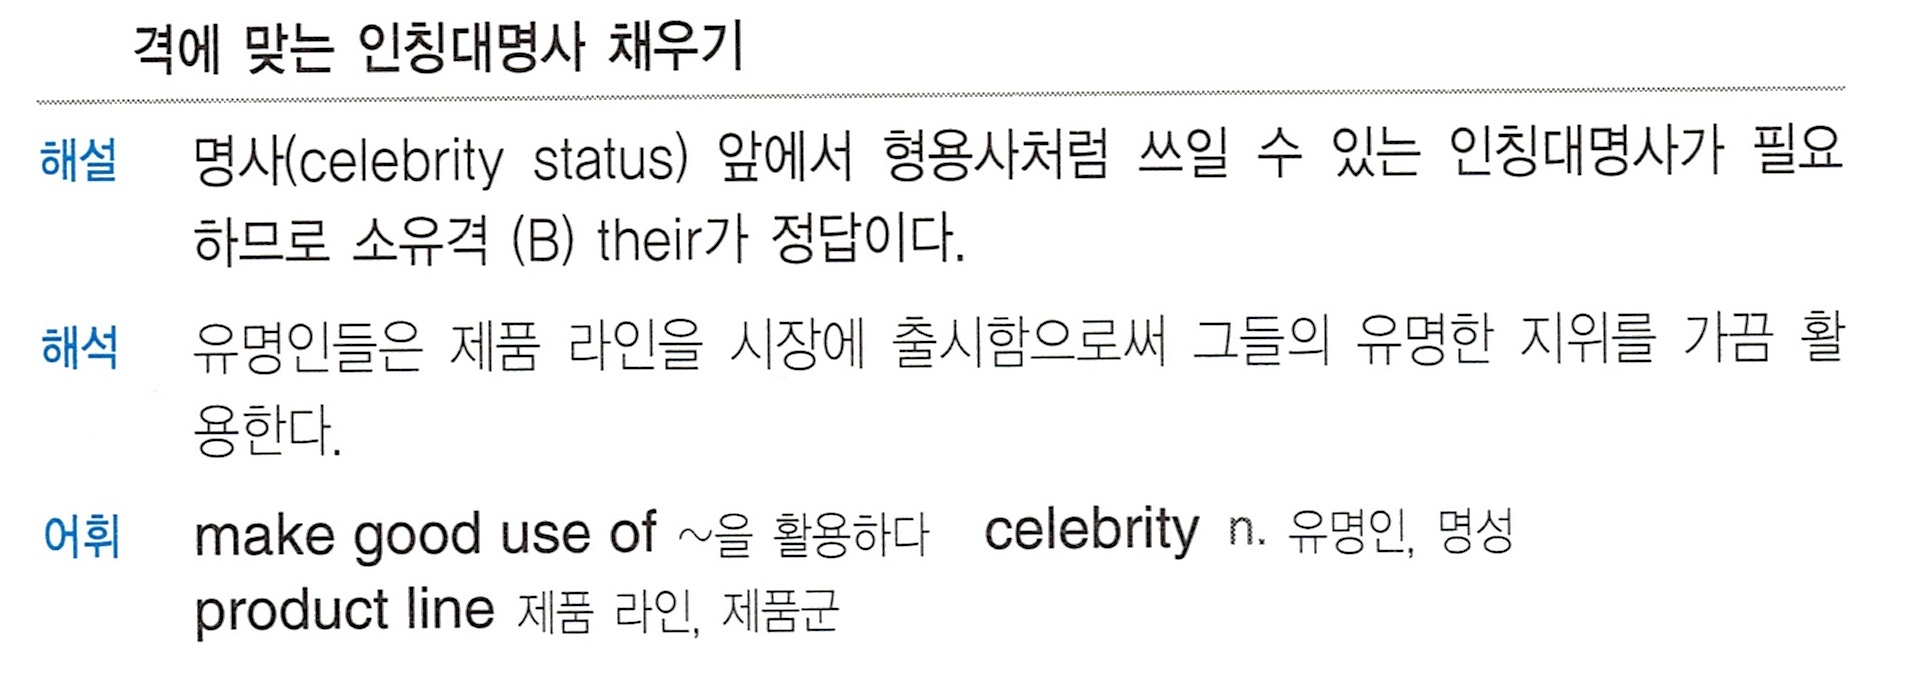 격에 맞는 인칭대명사 채우기
해설 명사(celebrity status) 앞에서 형용사처럼 쓰일 수 있는 인칭대명사가 필요
하므로 소유격 (B) their가 정답이다.
해석 유명인들은 제품 라인을 시장에 출시함으로써 그들의 유명한 지위를 가끔 활
용한다.
어휘 make good use of ~을 활용하다 celebrity n. 유명인, 명성
product line 제품 라인, 제품군